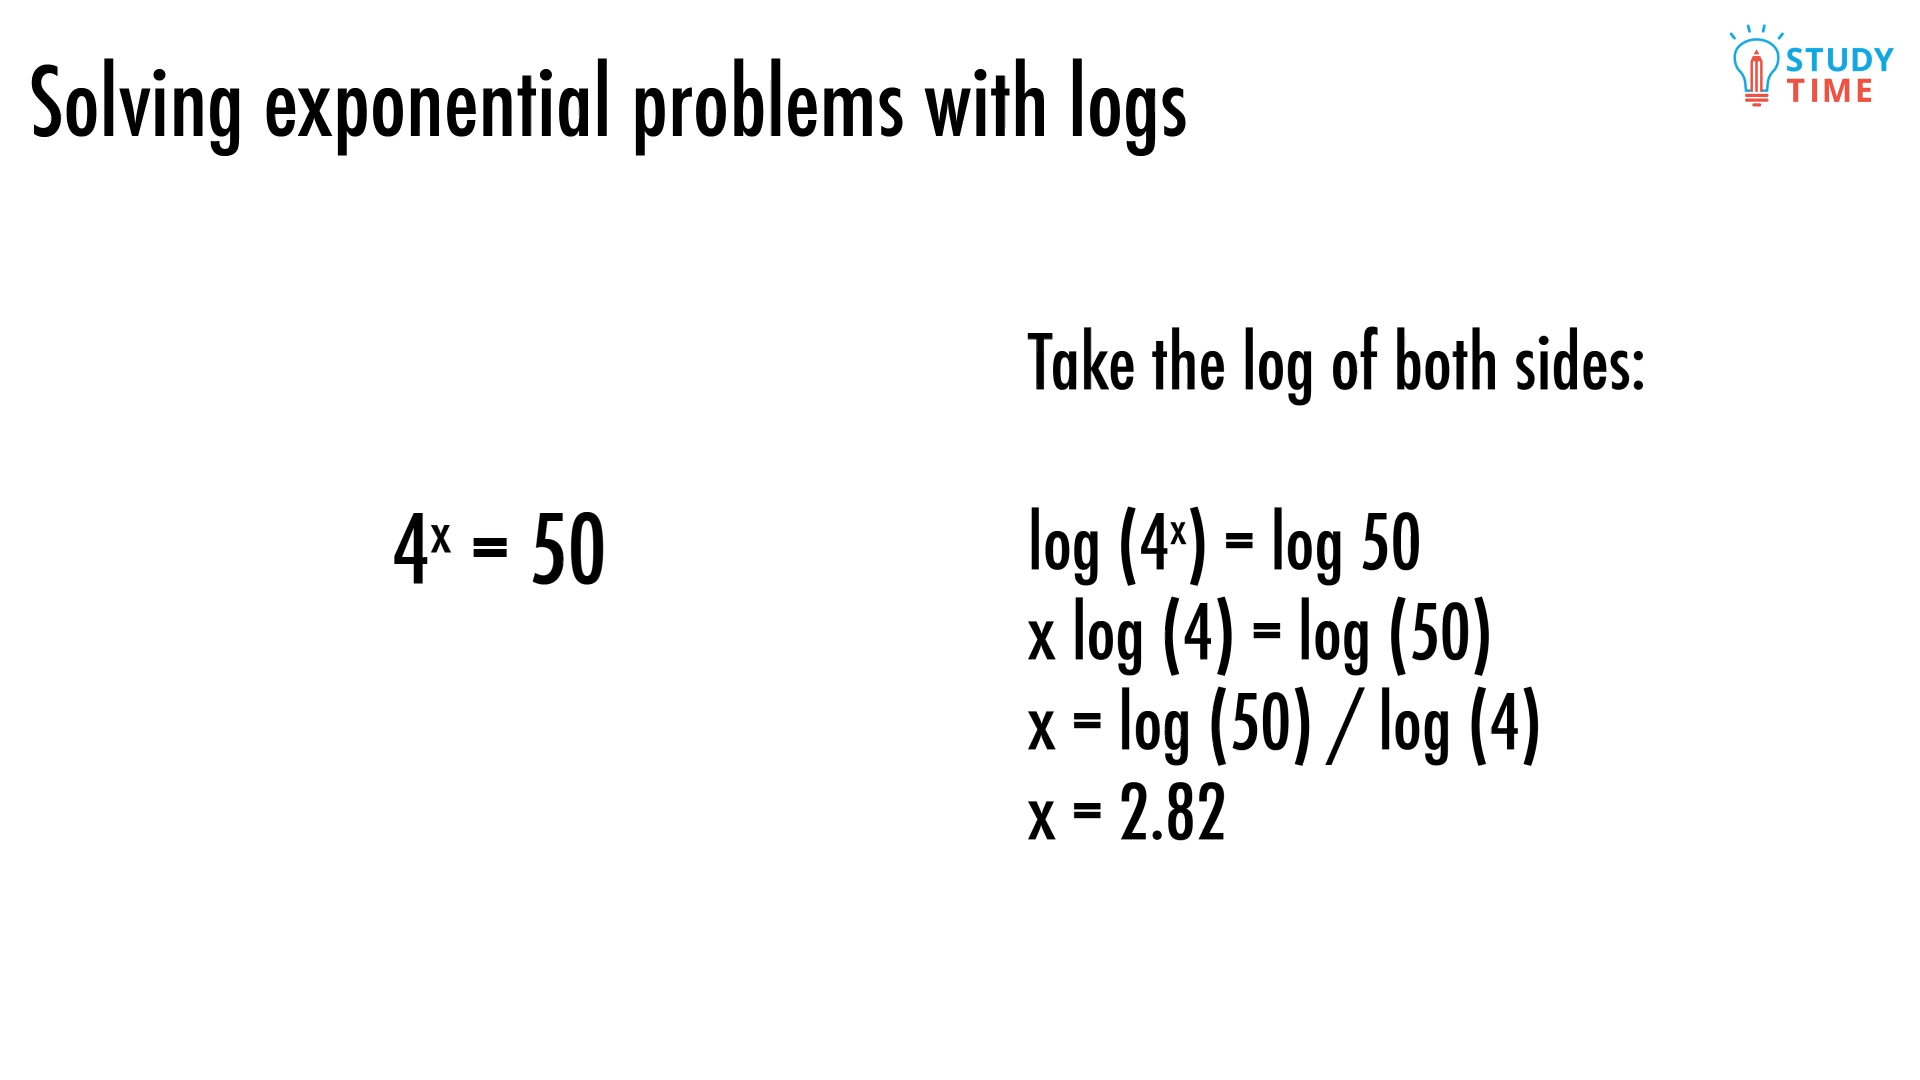 Solving exponential problems with logs
STUDY
TIME
4ˣ = 50
Take the log of both sides:
log (4ˣ) = log 50
x log (4) = log (50)
x = log (50) / log (4)
x = 2.82